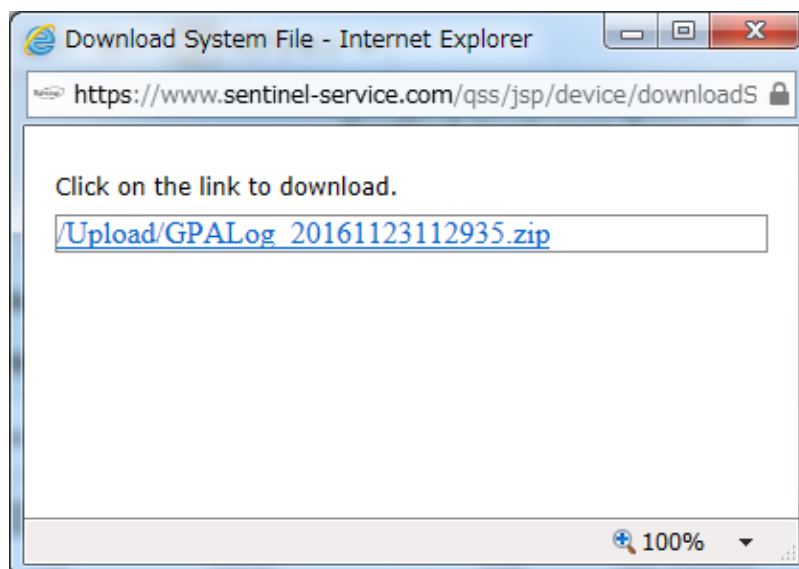 Download System File - Internet Explorer
https://www.sentinel-service.com/qss/jsp/device/downloadS
Click on the link to download.
/Upload/GPALog_20161123112935.zip
100%